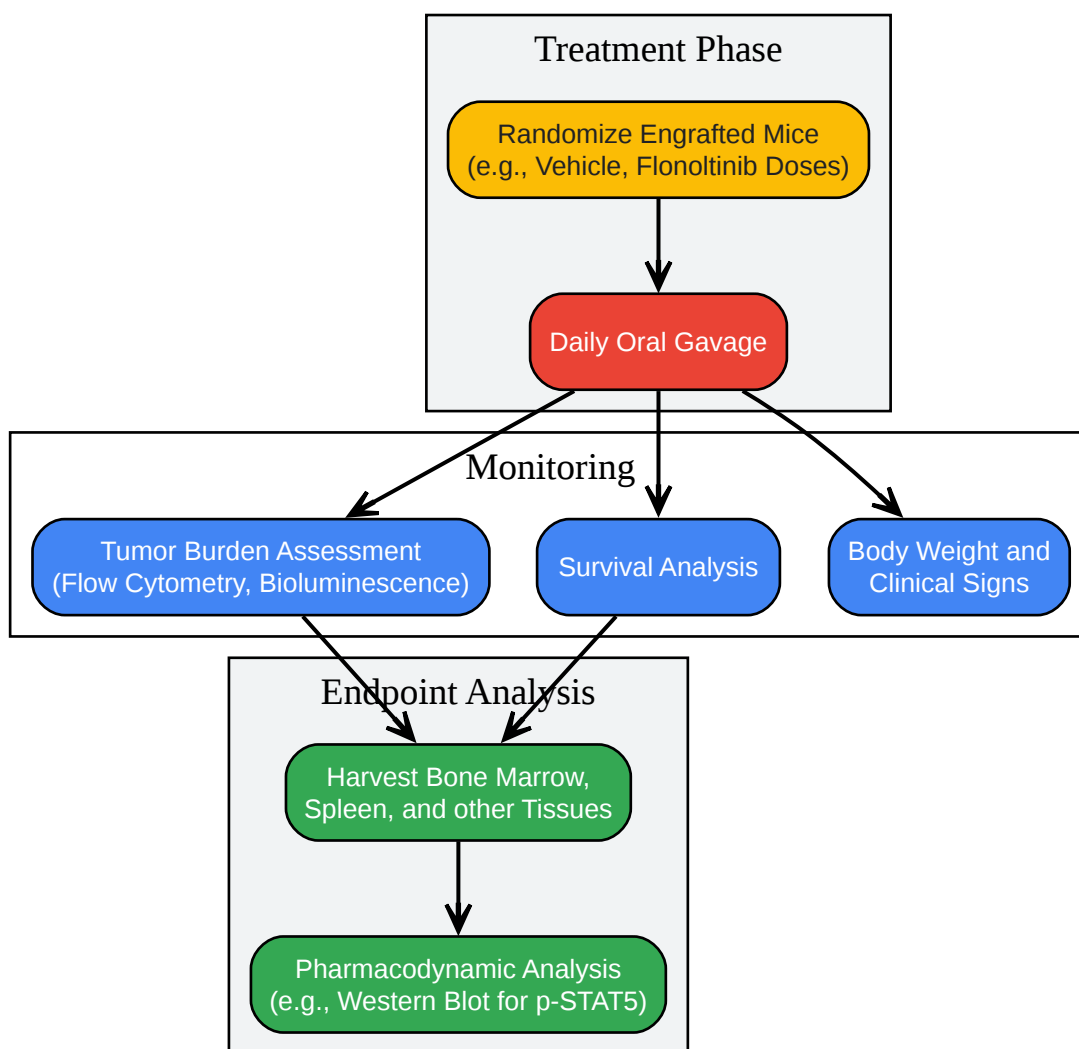 Treatment Phase
Randomize Engrafted Mice
(e.g., Vehicle, Flonoltinib Doses)
Daily Oral Gavage
Monitoring
Tumor Burden Assessment
(Flow Cytometry, Bioluminescence)
Survival Analysis
Body Weight and
Clinical Signs
Endpoint Analysis
Harvest Bone Marrow,
Spleen, and other Tissues
Pharmacodynamic Analysis
(e.g., Western Blot for p-STAT5)